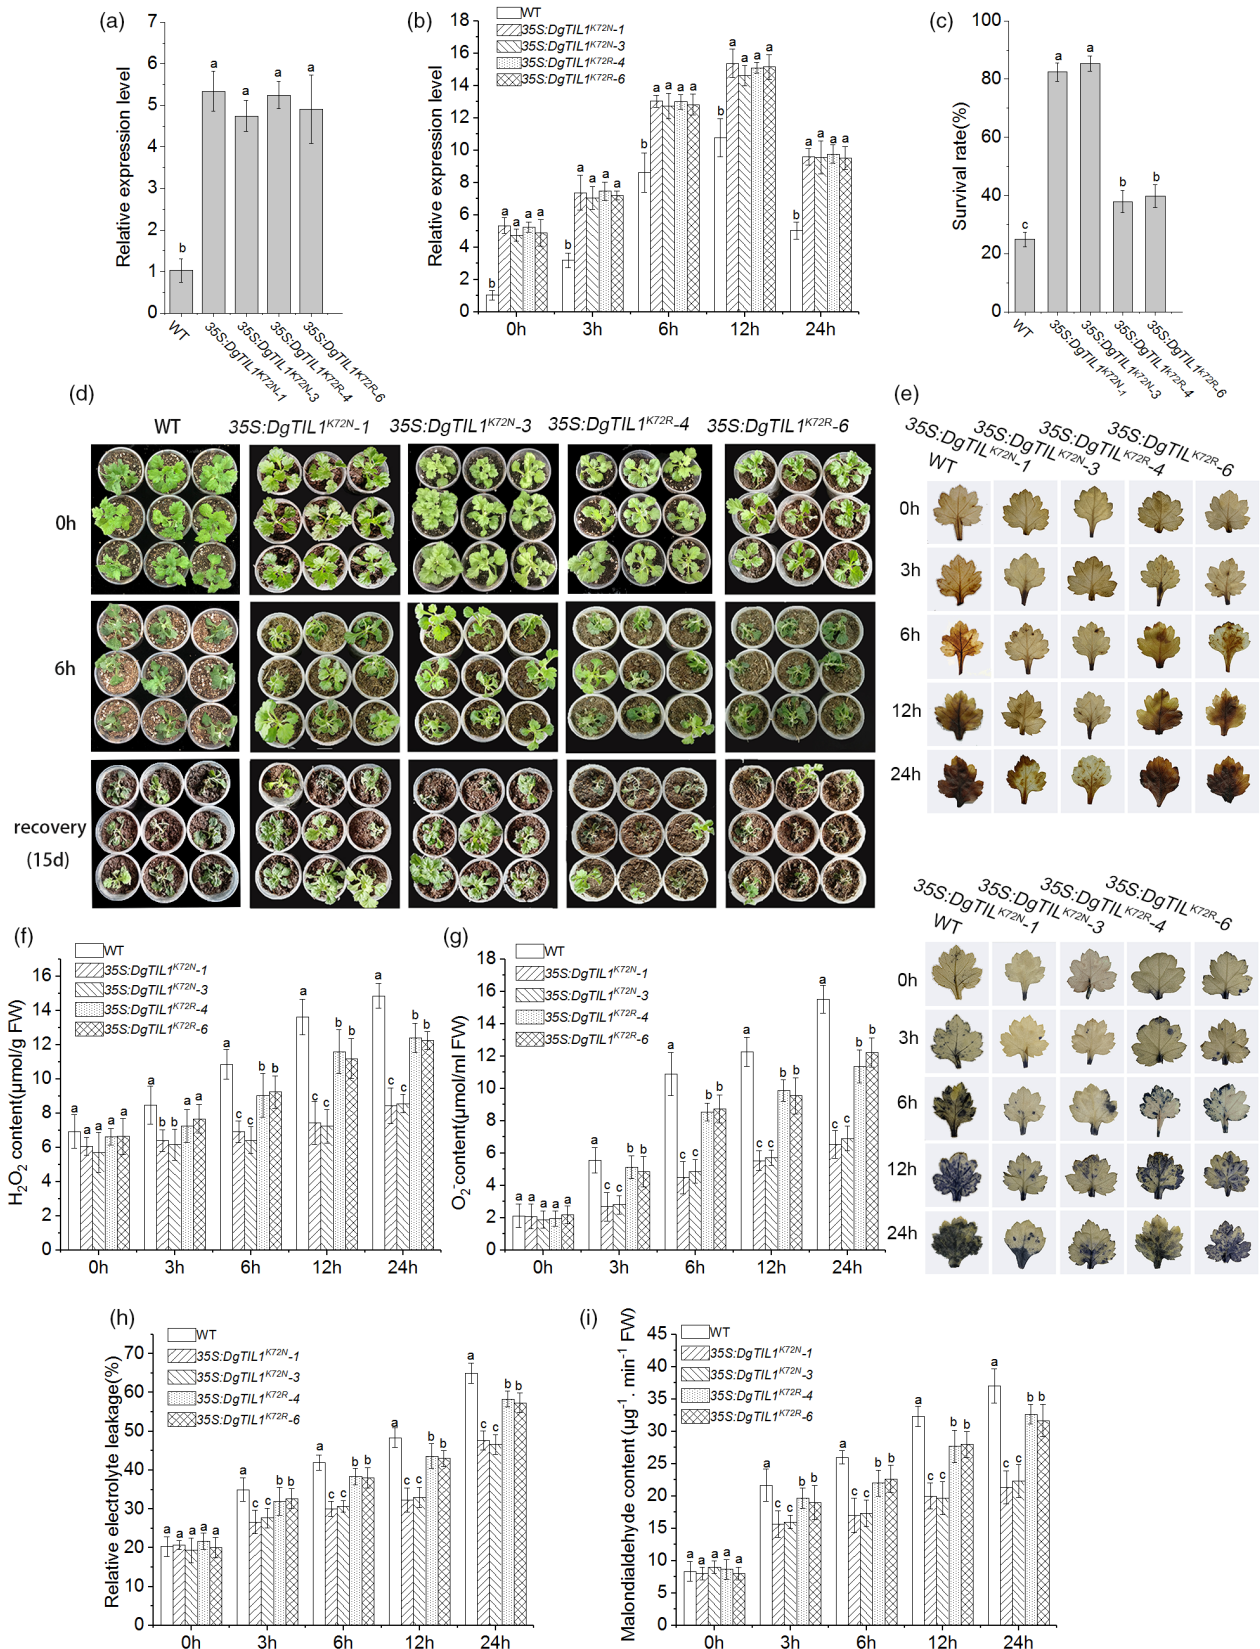 (a)
Relative expression level
7
6
5
4
3
2
1
0
b
a
a
a
a
WT
35S:DgTIL1K72N-1
35S:DgTIL1K72N-3
35S:DgTIL1K72R-4
35S:DgTIL1K72R-6
(b)
Relative expression level
18
16
14
12
10
8
6
4
2
0
WT
35S:DgTIL1K72N-1
35S:DgTIL1K72N-3
35S:DgTIL1K72R-4
35S:DgTIL1K72R-6
b a a a a
b a a a a
b a a a a
b a a a a
b a a a a
0h 3h 6h 12h 24h
(c)
Survival rate(%)
100
80
60
40
20
0
c
a
a
b
b
WT
35S:DgTIL1K72N-1
35S:DgTIL1K72N-3
35S:DgTIL1K72R-4
35S:DgTIL1K72R-6
(d)
WT 35S:DgTIL1K72N-1 35S:DgTIL1K72N-3 35S:DgTIL1K72R-4 35S:DgTIL1K72R-6
0h
6h
recovery
(15d)
(e)
WT
35S:DgTILK72N-1
35S:DgTILK72N-3
35S:DgTILK72R-4
35S:DgTILK72R-6
0h
3h
6h
12h
24h
WT
35S:DgTILK72N-1
35S:DgTILK72N-3
35S:DgTILK72R-4
35S:DgTILK72R-6
0h
3h
6h
12h
24h
(f)
H2O2 content(μmol/g FW)
16
14
12
10
8
6
4
2
0
WT
35S:DgTIL1K72N-1
35S:DgTIL1K72N-3
35S:DgTIL1K72R-4
35S:DgTIL1K72R-6
a a a a a
a b b a a
a c c b b
a c c b b
a c c b b
0h 3h 6h 12h 24h
(g)
O2-content(μmol/ml FW)
18
16
14
12
10
8
6
4
2
0
WT
35S:DgTIL1K72N-1
35S:DgTIL1K72N-3
35S:DgTIL1K72R-4
35S:DgTIL1K72R-6
a a a a a
a c c b b
a c c b b
a c c b b
a c c b b
0h 3h 6h 12h 24h
(h)
Relative electrolyte leakage(%)
70
60
50
40
30
20
10
0
WT
35S:DgTIL1K72N-1
35S:DgTIL1K72N-3
35S:DgTIL1K72R-4
35S:DgTIL1K72R-6
a a a a a
a c c b b
a c c b b
a c c b b
a c c b b
0h 3h 6h 12h 24h
(i)
Malondialdehyde content (μg-1. min-1 FW)
45
40
35
30
25
20
15
10
5
0
WT
35S:DgTIL1K72N-1
35S:DgTIL1K72N-3
35S:DgTIL1K72R-4
35S:DgTIL1K72R-6
a a a a a
a c c b b
a c c b b
a c c b b
a c c b b
0h 3h 6h 12h 24h